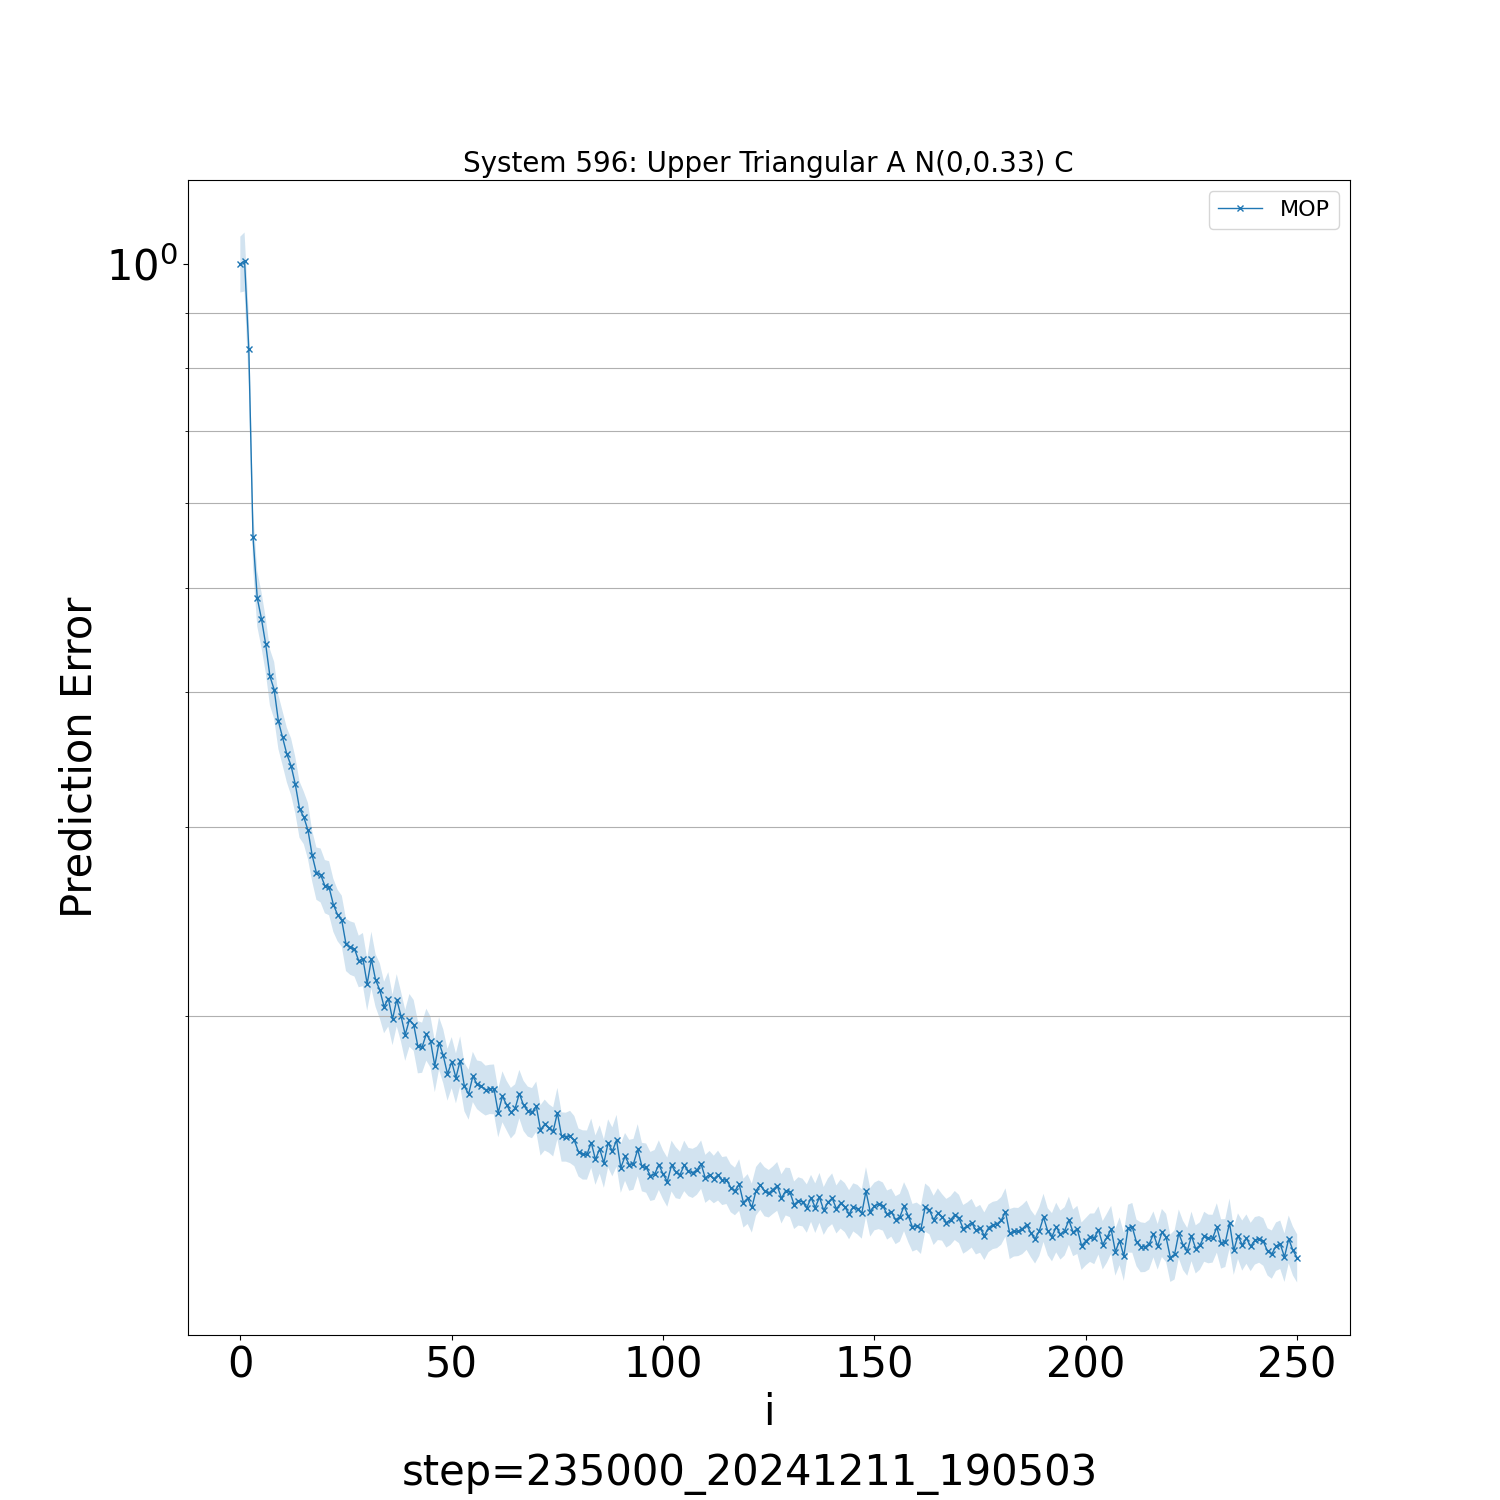 System 596: Upper Triangular A N(0,0.33) C
MOP
10⁰
Prediction Error
0 50 100 150 200 250
i
step=235000_20241211_190503